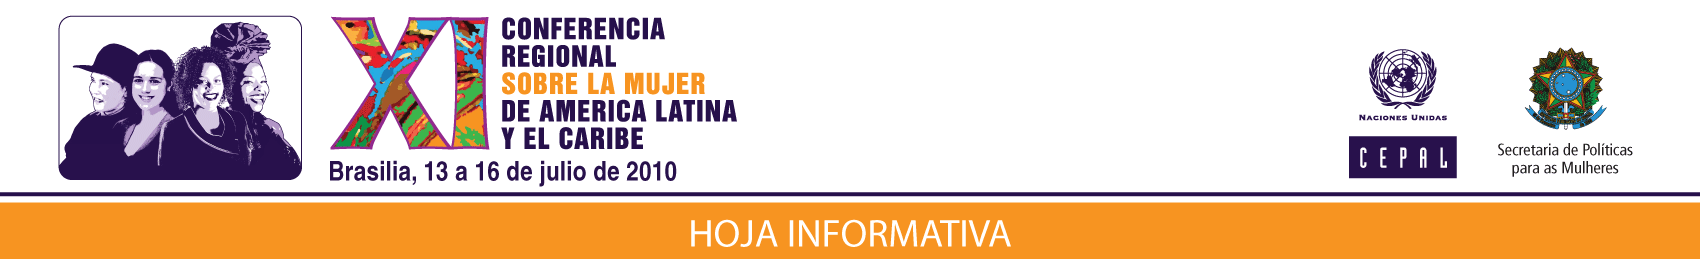 XI
CONFERENCIA
REGIONAL
SOBRE LA MUJER
DE AMERICA LATINA
Y EL CARIBE
Brasilia, 13 a 16 de julio de 2010
NACIONES UNIDAS
CEPAL
Secretaria de Políticas
para as Mulheres
HOJA INFORMATIVA